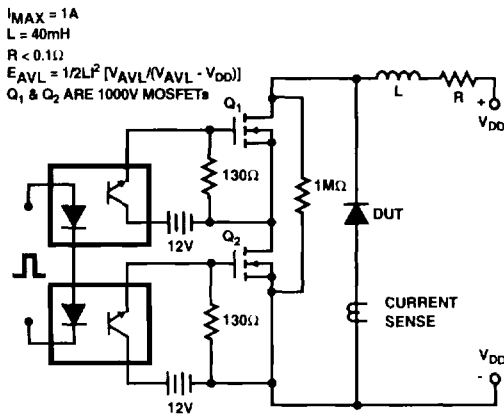 IMAX = 1A
L = 40mH
R < 0.1Ω
EAVL = 1/2LI² [VAVL/(VAVL - VDD)]
Q1 & Q2 ARE 1000V MOSFETs
Q1
L
R
+
VDD
130Ω
1MΩ
12V
DUT
Q2
130Ω
CURRENT
SENSE
VDD
-
12V